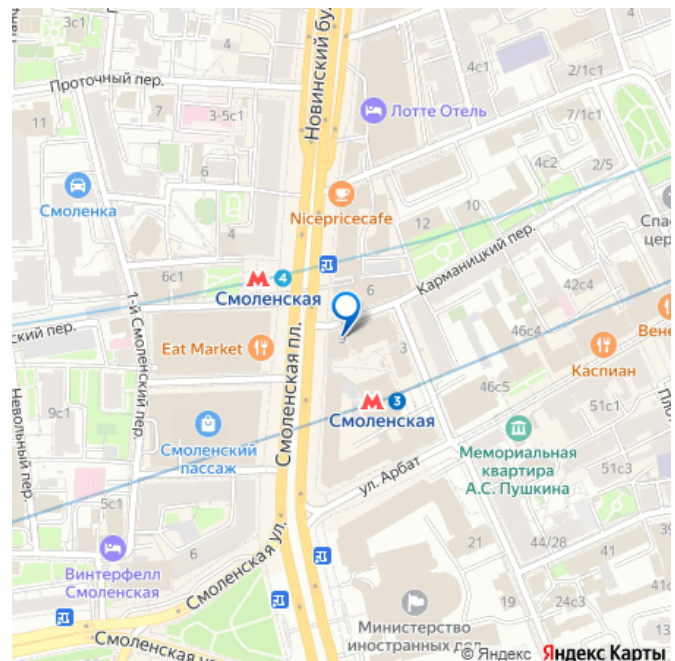 3с1
4
Новинский бул
4с1
2/1с1
Проточный пер.
7
3-5с1
Лотте Отель
7/1с1
11
6
4с2
2/5
Смоленка
Nicepricecafe
12
10
4
6с1
4
Смоленская
6
Карманицкий пер.
1-й Смоленский пер.
ский пер.
Eat Market
Смоленская пл.
3
42с4
46с4
Каспиан
3
Смоленская
46с5
51с1
Невольный пер.
9с1
Смоленский
пассаж
Мемориальная
квартира
А.С. Пушкина
51с3
ул. Арбат
5с1
6
Винтерфелл
Смоленская
Смоленская ул.
21
44/28
41
39
19
24с3
Министерство
иностранных дел
© Яндекс
Яндекс Карты